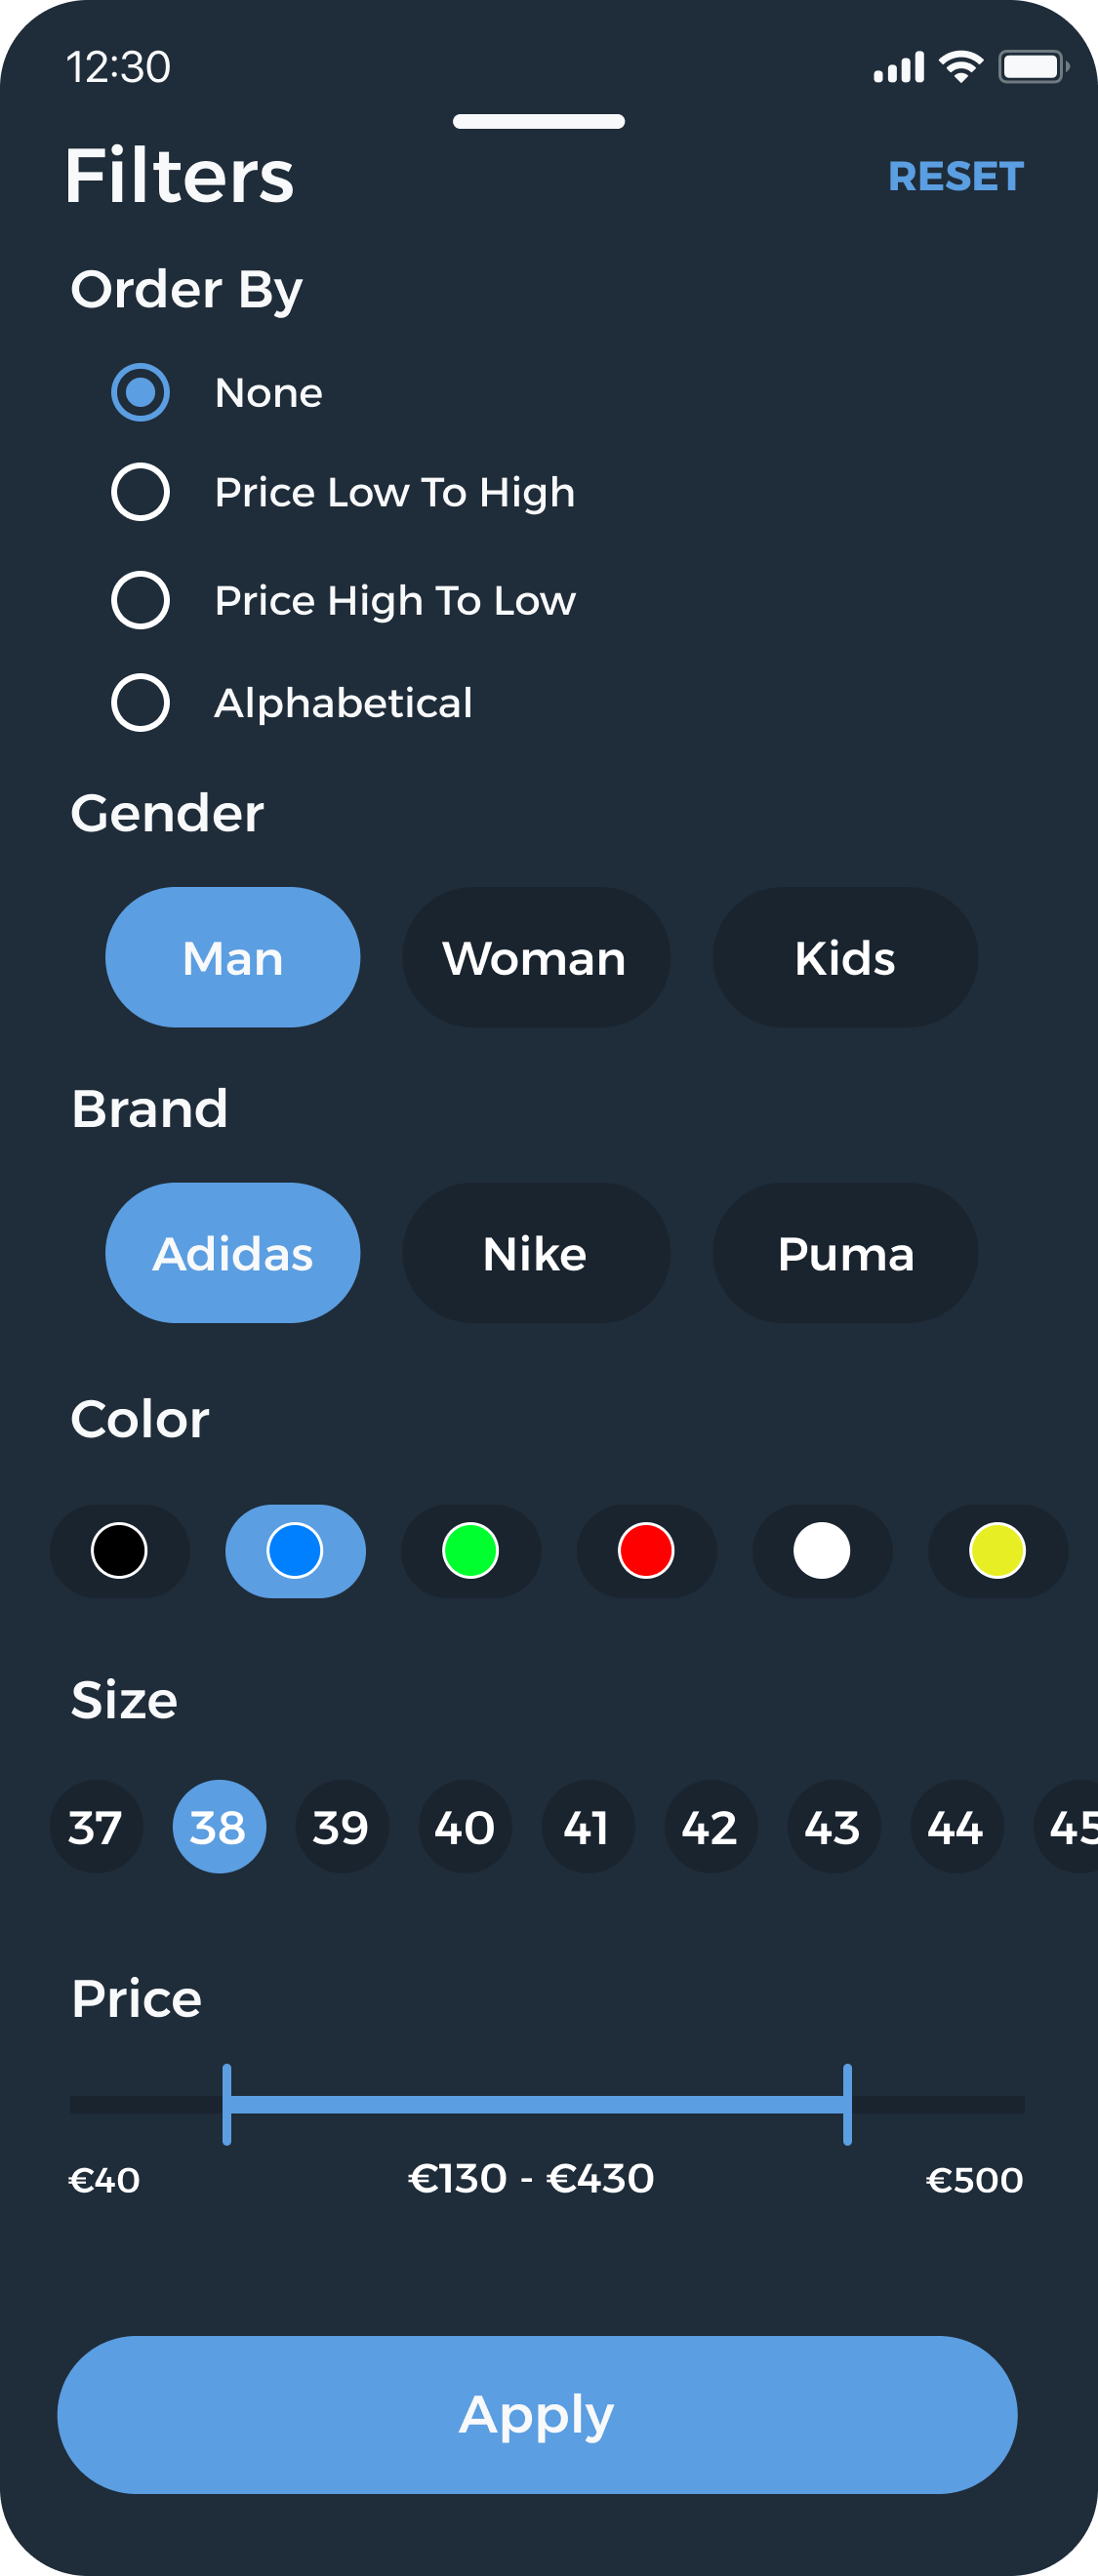 12:30
Filters RESET
Order By
None
Price Low To High
Price High To Low
Alphabetical
Gender
Man Woman Kids
Brand
Adidas Nike Puma
Color
Size
37 38 39 40 41 42 43 44 45
Price
€40 €130 - €430 €500
Apply